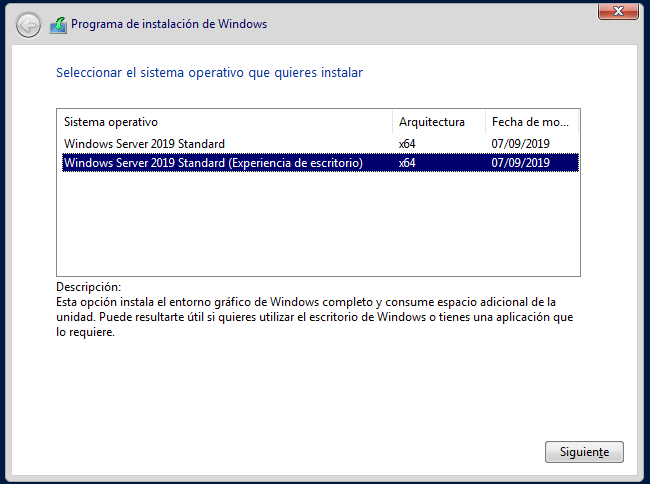 Programa de instalación de Windows
Seleccionar el sistema operativo que quieres instalar
Sistema operativo Arquitectura Fecha de mo...
Windows Server 2019 Standard x64 07/09/2019
Windows Server 2019 Standard (Experiencia de escritorio) x64 07/09/2019
Descripción:
Esta opción instala el entorno gráfico de Windows completo y consume espacio adicional de la
unidad. Puede resultarte útil si quieres utilizar el escritorio de Windows o tienes una aplicación que
lo requiere.
Siguiente